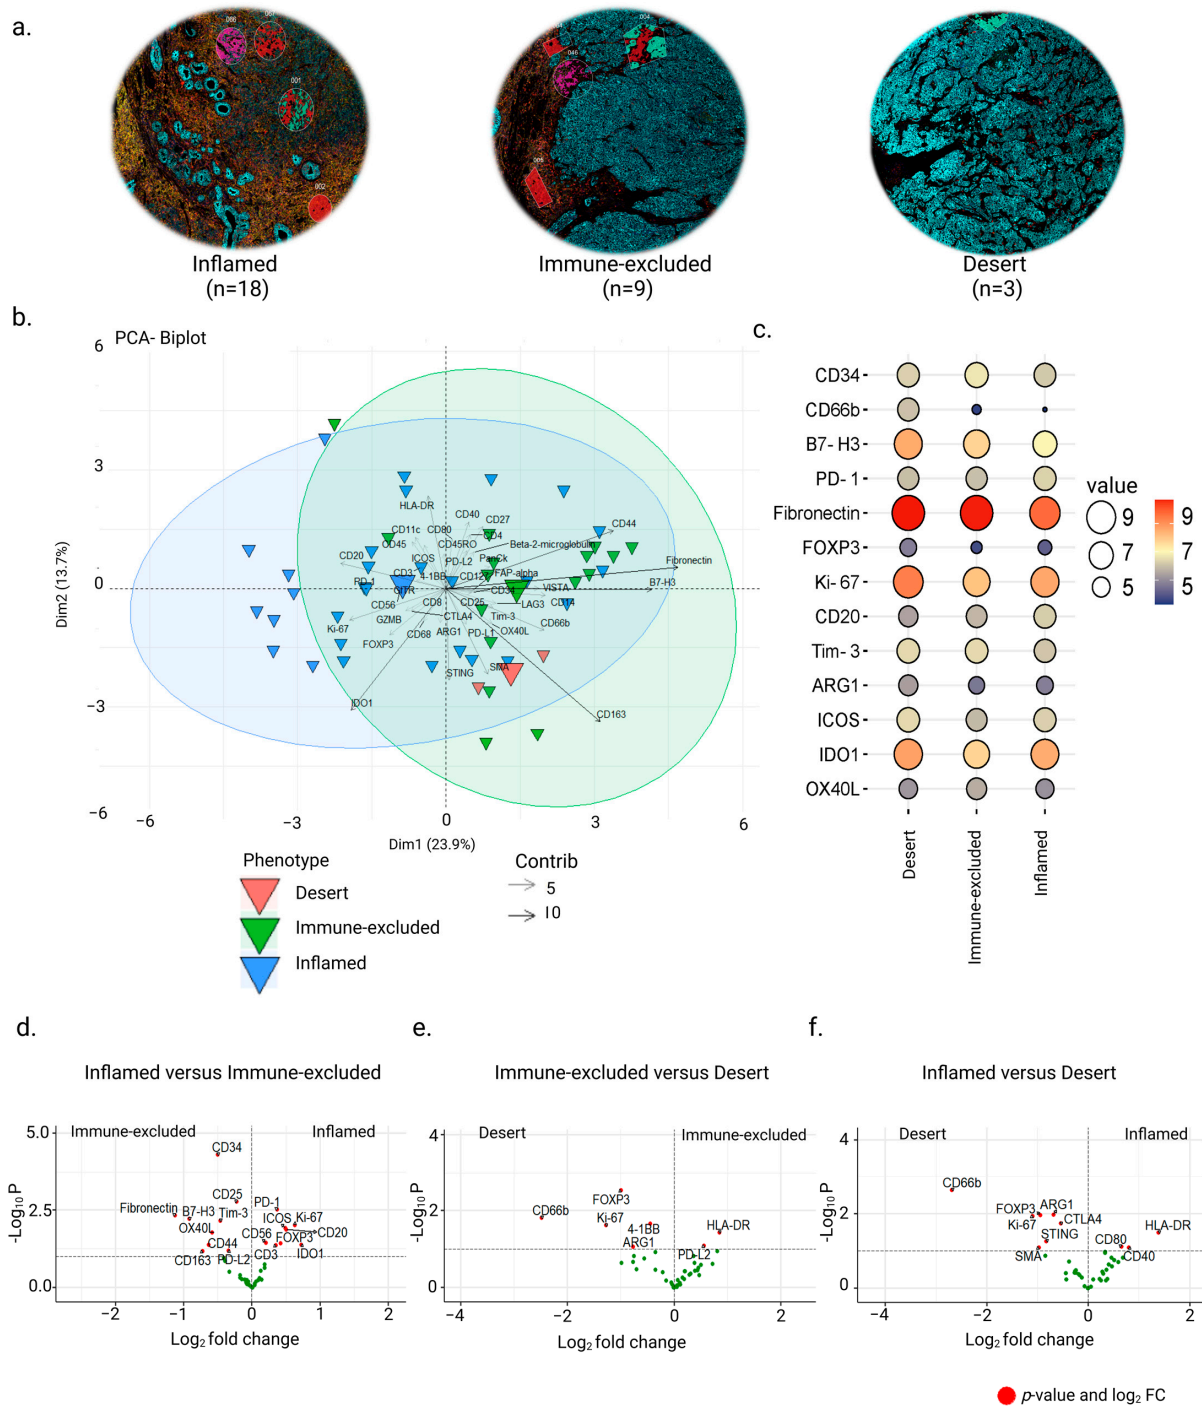 a.
066
001
002
004
046
005
Inflamed
(n=18)
Immune-excluded
(n=9)
Desert
(n=3)
b.
PCA- Biplot
6
3
0
−3
−6
−6
−3
0
3
6
Dim2 (13.7%)
Dim1 (23.9%)
HLA-DR
CD40
CD27
CD44
CD11c
CD80
CD4
CD45
CD45RO
Beta-2-microglobulin
CD20
ICOS
PD-L2
PanCk
Fibronectin
CD3
4-1BB
CD127
FAP-alpha
PD-1
B7-H3
GITR
CD34
VISTA
CD56
CD8
CD25
LAG3
CD14
GZMB
CTLA4
Tim-3
CD66b
Ki-67
CD68
ARG1
PD-L1
OX40L
FOXP3
STING
SMA
IDO1
CD163
Phenotype
Desert
Immune-excluded
Inflamed
Contrib
5
10
c.
CD34
CD66b
B7- H3
PD- 1
Fibronectin
FOXP3
Ki- 67
CD20
Tim- 3
ARG1
ICOS
IDO1
OX40L
Desert
Immune-excluded
Inflamed
value
9
7
5
9
7
5
d.
Inflamed versus Immune-excluded
Immune-excluded
Inflamed
5.0
2.5
0.0
-Log10 P
CD34
CD25
PD-1
Fibronectin
B7-H3
Tim-3
ICOS
Ki-67
OX40L
CD56
FOXP3
CD20
CD44
CD163
PD-L2
CD3
IDO1
−2
−1
0
1
2
Log2 fold change
e.
Immune-excluded versus Desert
Desert
Immune-excluded
4
2
0
-Log10 P
FOXP3
CD66b
Ki-67
4-1BB
HLA-DR
ARG1
PD-L2
−4
−2
0
2
Log2 fold change
f.
Inflamed versus Desert
Desert
Inflamed
4
2
0
-Log10 P
CD66b
FOXP3
ARG1
Ki-67
CTLA4
HLA-DR
STING
CD80
SMA
CD40
−4
−2
0
2
Log2 fold change
p-value and log2 FC